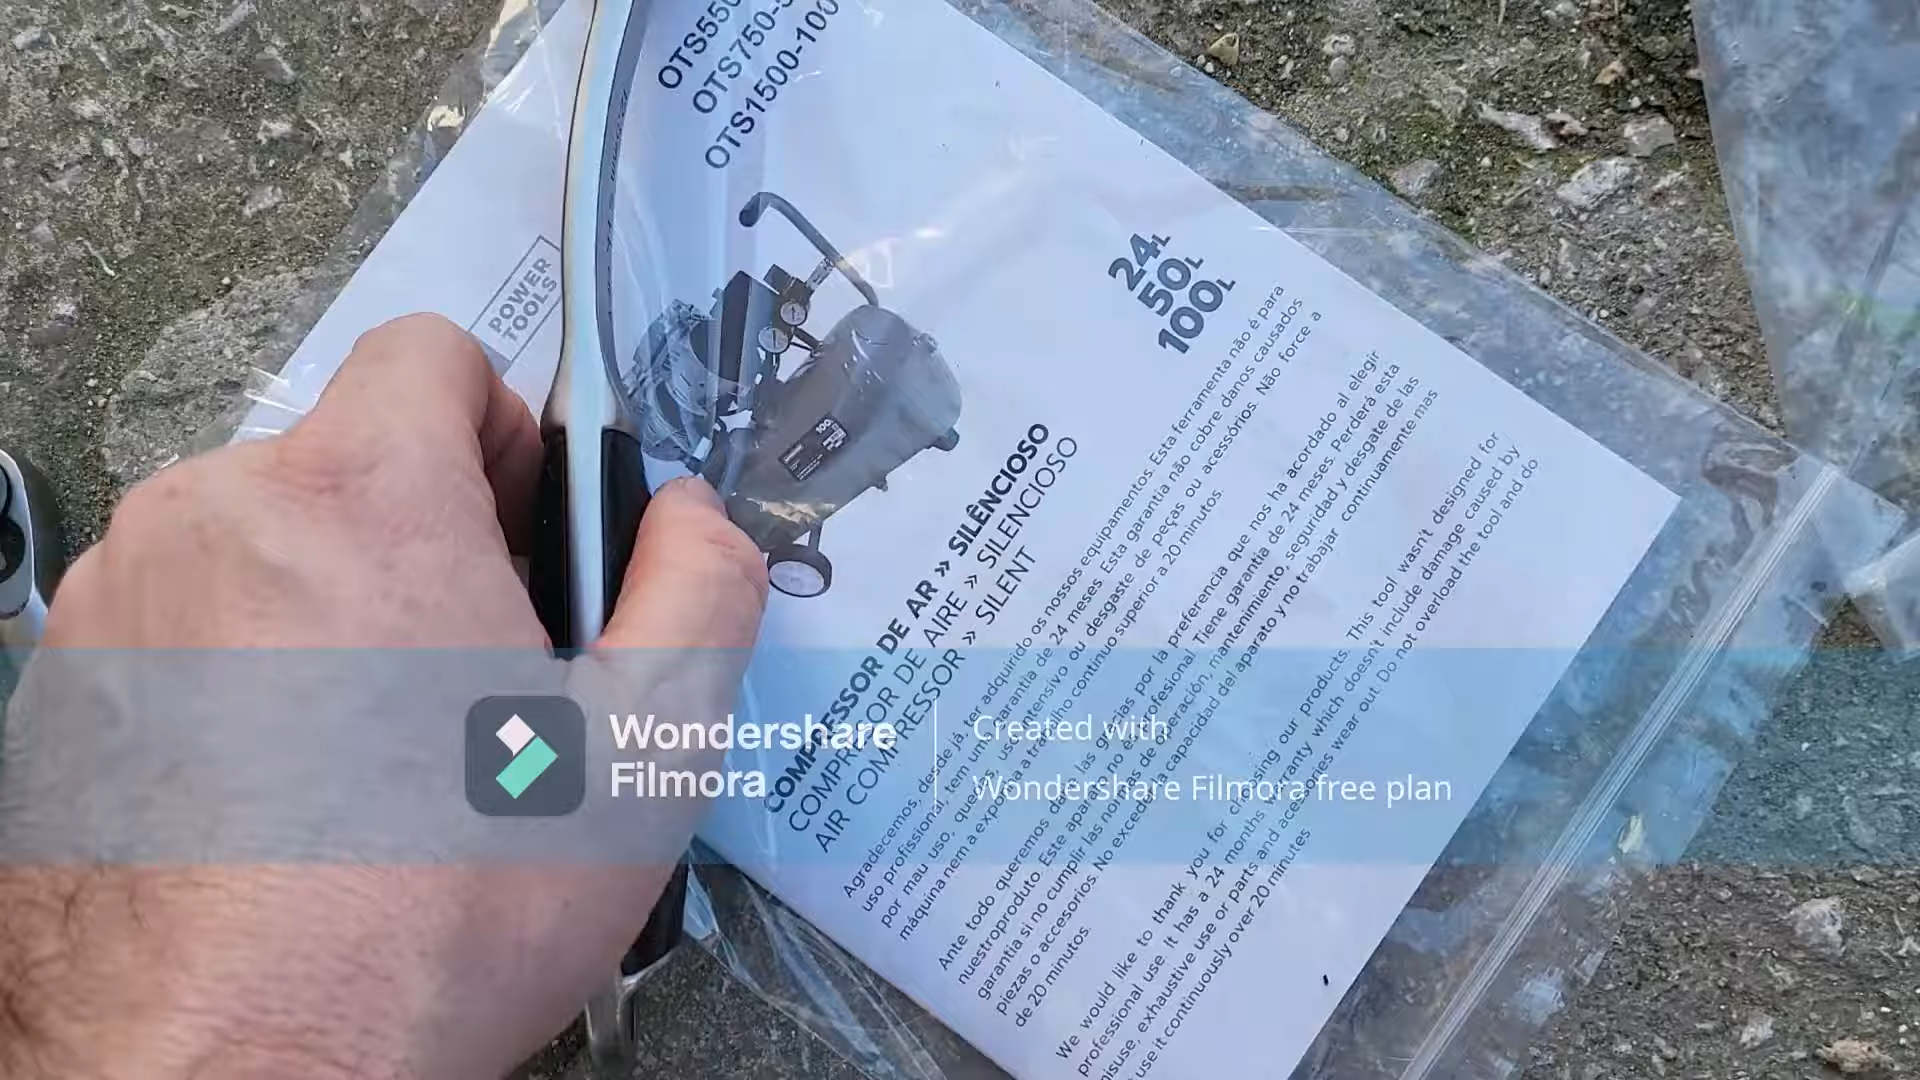 OTS550
OTS750-
OTS1500-100
POWER
TOOLS
24L
50L
100L
100
COMPRESSOR DE AR » SILÊNCIOSO
COMPRESOR DE AIRE » SILENCIOSO
AIR COMPRESSOR » SILENT
Agradecemos, desde já, ter adquirido os nossos equipamentos. Esta ferramenta não é para
uso profissional, tem uma garantia de 24 meses. Esta garantia não cobre danos causados
por mau uso, quedas, uso intensivo ou desgaste de peças ou acessórios. Não force a
máquina nem a exponha a trabalho contínuo superior a 20 minutos.
Ante todo queremos darle las gracias por la preferencia que nos ha acordado al elegir
nuestroproducto. Este aparato no es profesional. Tiene garantía de 24 meses. Perderá esta
garantia si no cumplir las normas de operación, mantenimiento, seguridad y desgate de las
piezas o accesorios. No exceder la capacidad del aparato y no trabajar continuamente mas
de 20 minutos.
We would like to thank you for choosing our products. This tool wasn't designed for
professional use. It has a 24 months warranty which doesn't include damage caused by
misuse, exhaustive use or parts and acessories wear out. Do not overload the tool and do
use it continuously over 20 minutes
Wondershare
Filmora
Created with
Wondershare Filmora free plan